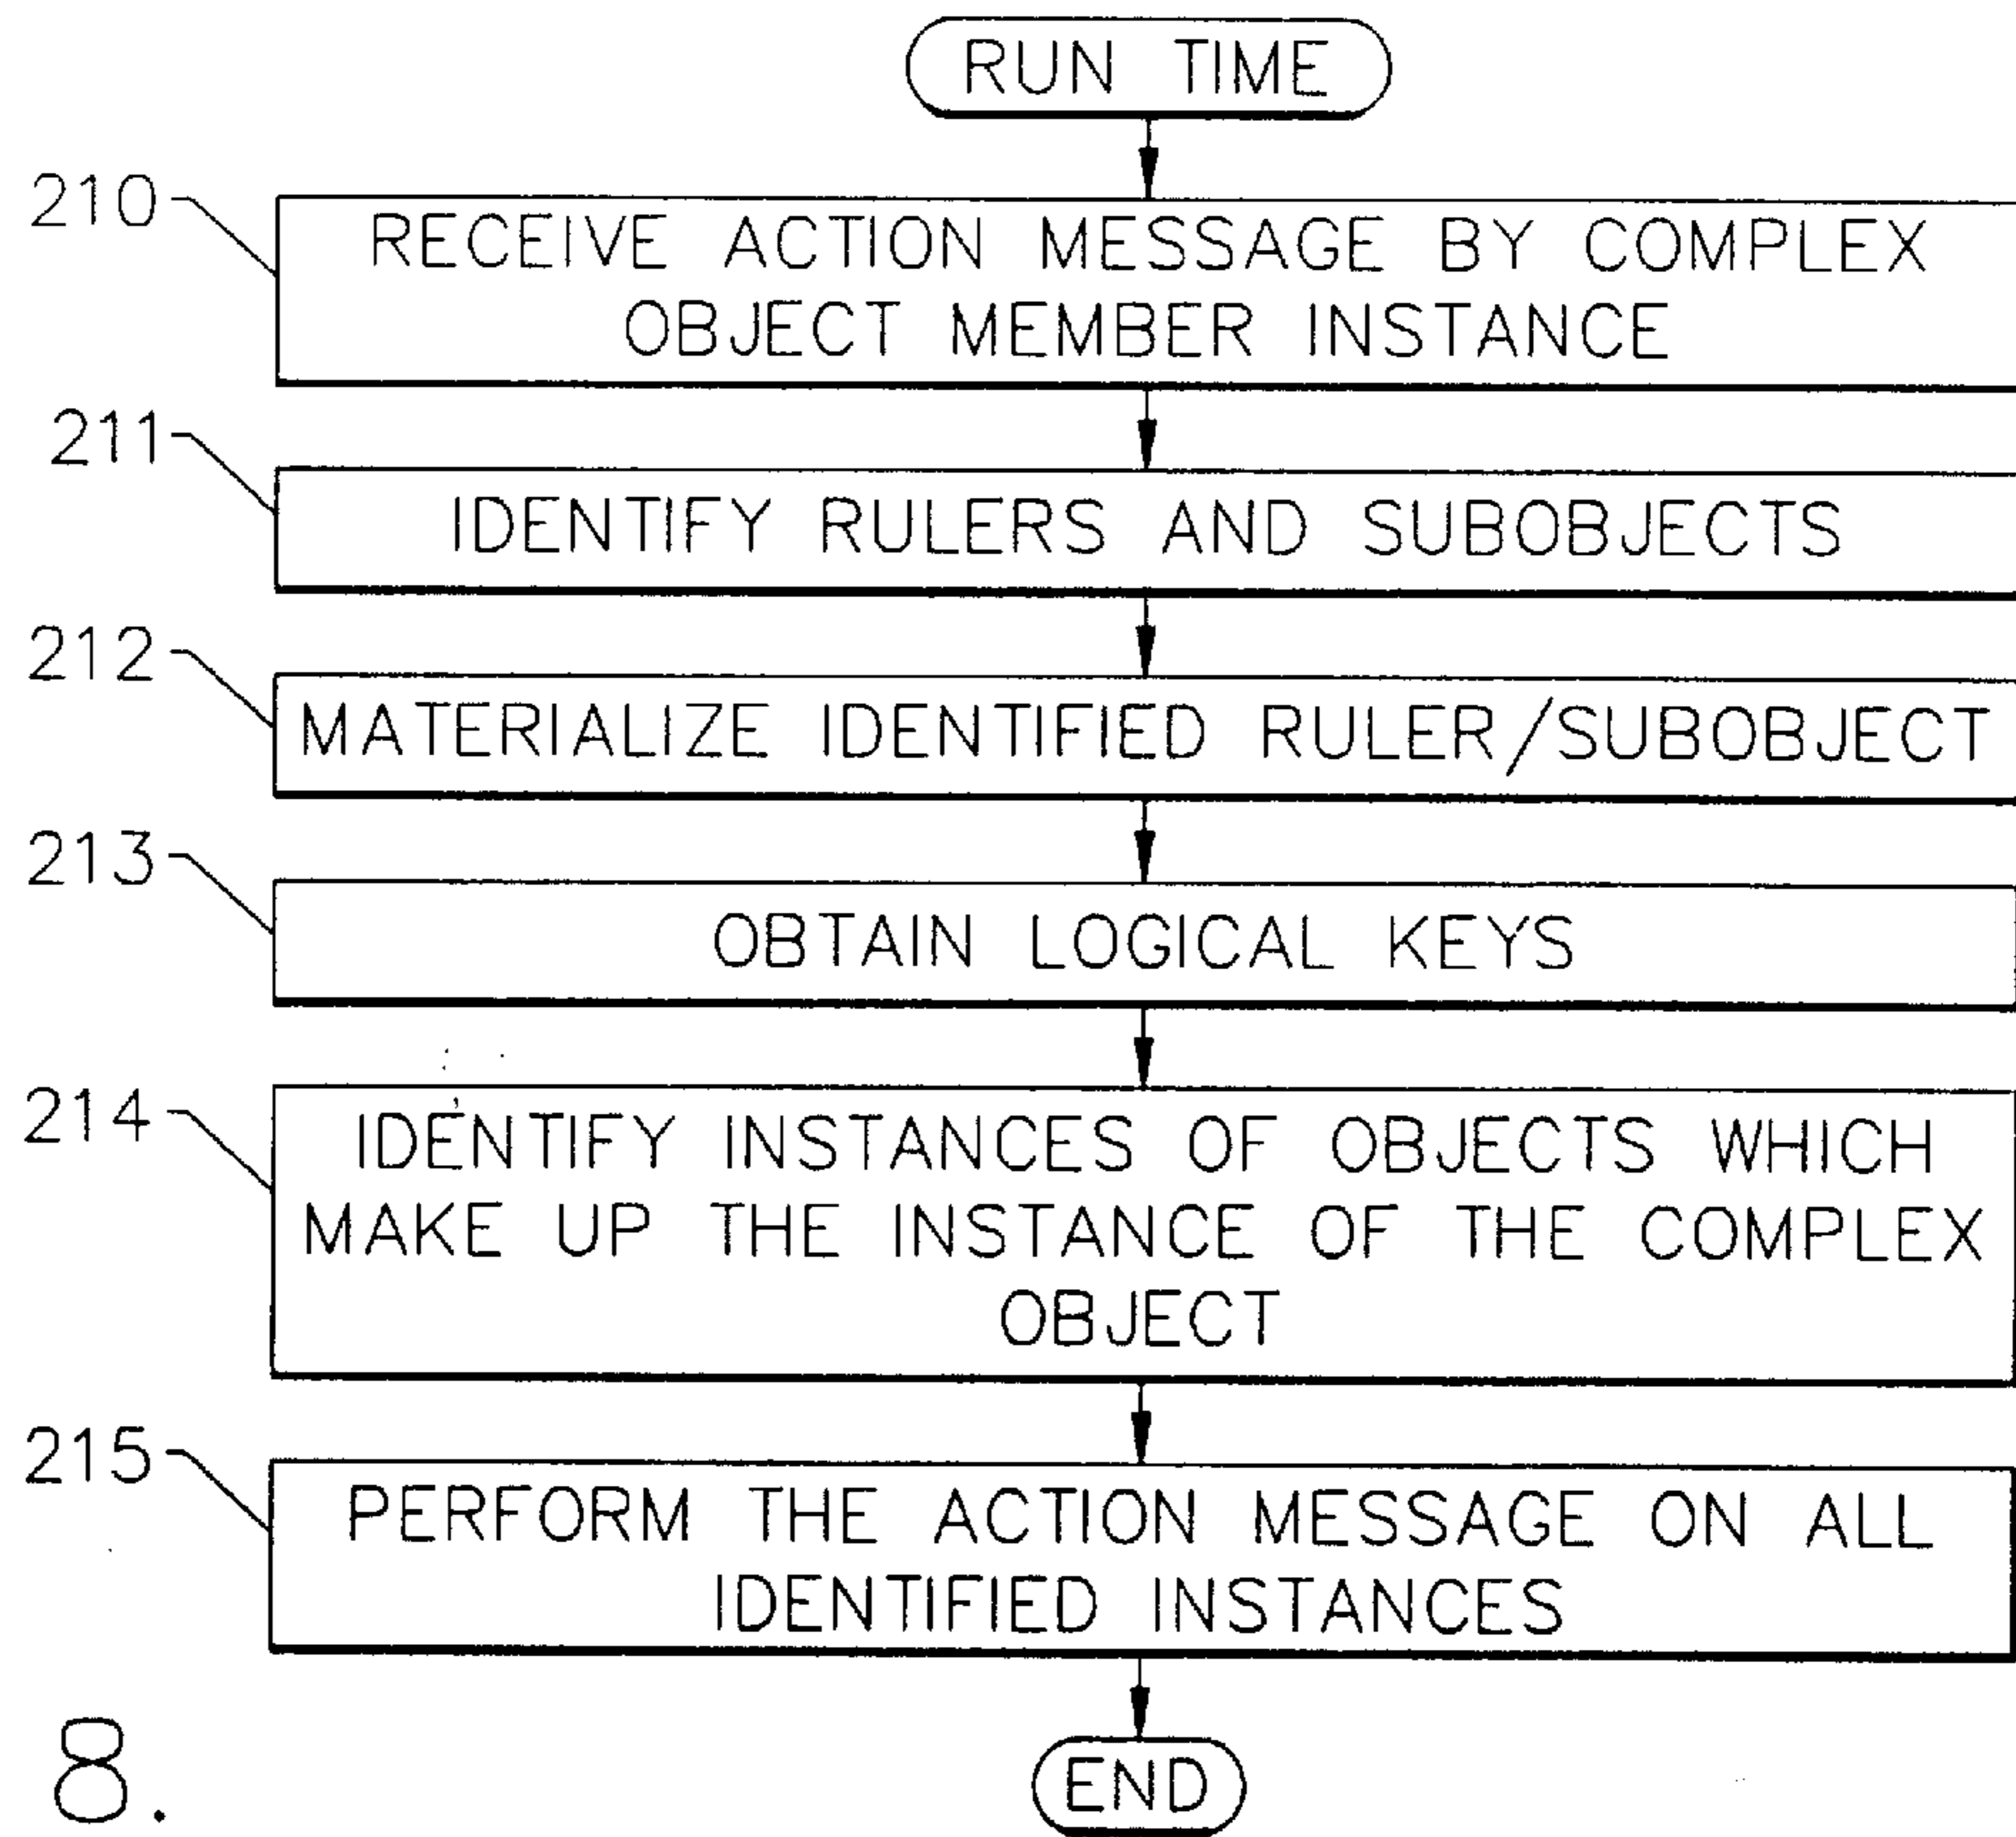 RUN TIME
210
RECEIVE ACTION MESSAGE BY COMPLEX
OBJECT MEMBER INSTANCE
211
IDENTIFY RULERS AND SUBOBJECTS
212
MATERIALIZE IDENTIFIED RULER/SUBOBJECT
213
OBTAIN LOGICAL KEYS
214
IDENTIFY INSTANCES OF OBJECTS WHICH
MAKE UP THE INSTANCE OF THE COMPLEX
OBJECT
215
PERFORM THE ACTION MESSAGE ON ALL
IDENTIFIED INSTANCES
END
8.